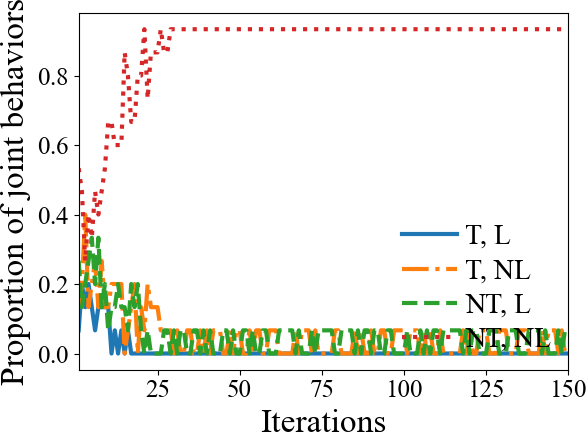 Proportion of joint behaviors
0.8
0.6
0.4
0.2
0.0
T, L
T, NL
NT, L
NT, NL
25
50
75
100
125
150
Iterations